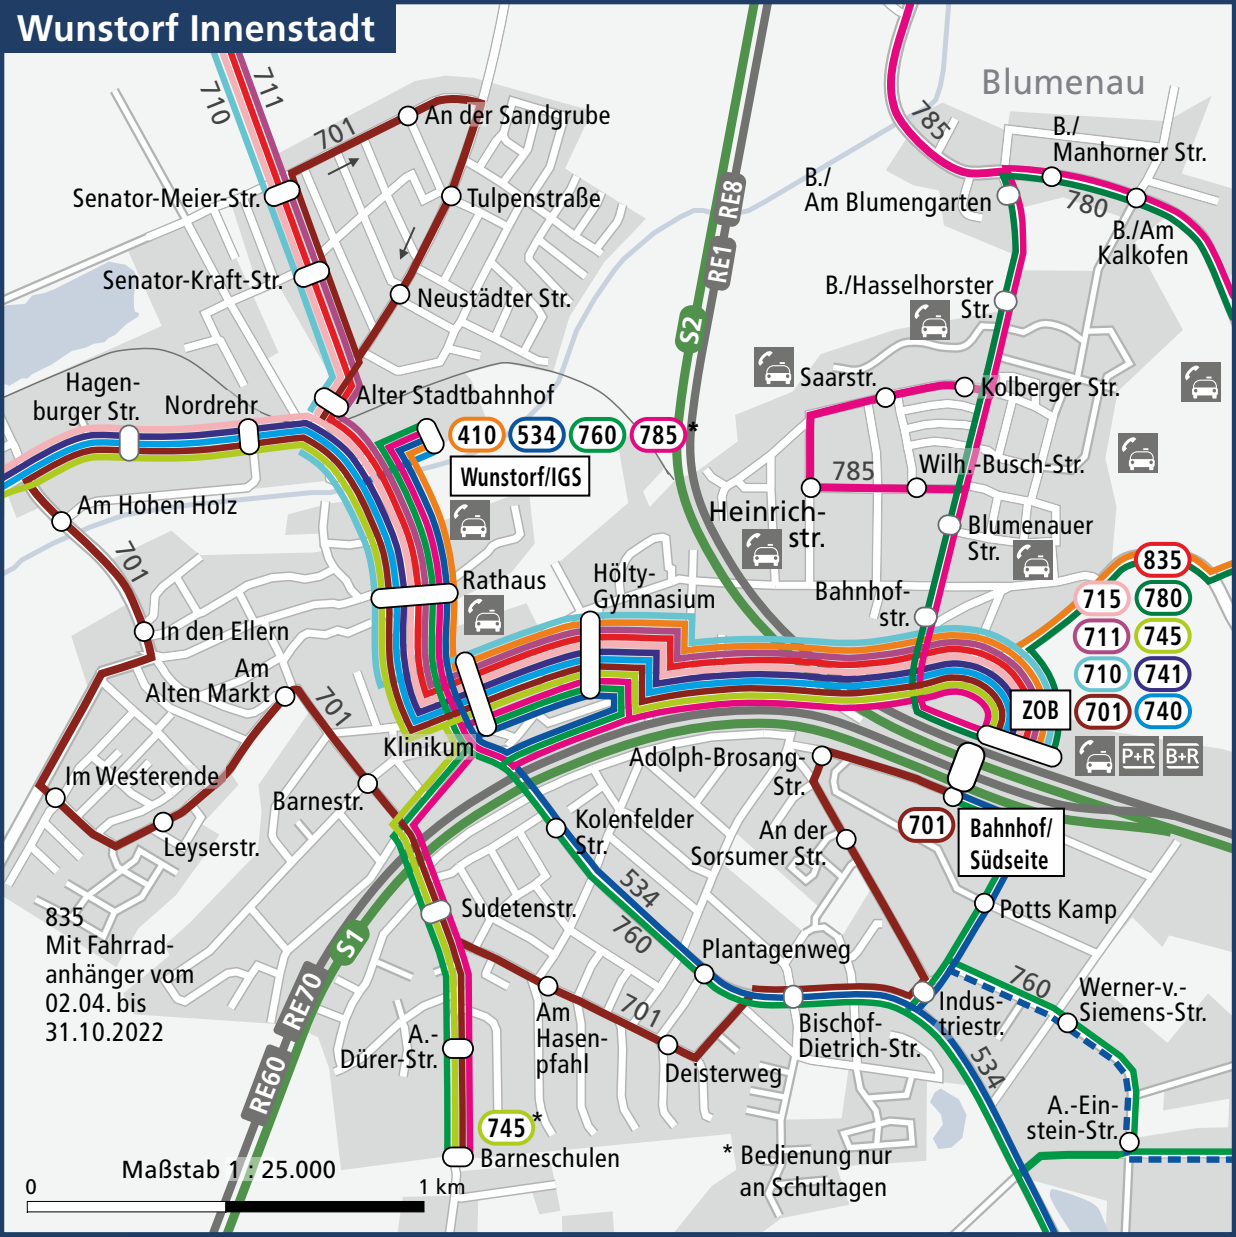 Wunstorf Innenstadt
710
711
701
An der Sandgrube
Senator-Meier-Str.
Tulpenstraße
Senator-Kraft-Str.
Neustädter Str.
Hagen-
burger Str.
Nordrehr
Alter Stadtbahnhof
410
534
760
785
*
Wunstorf/IGS
Am Hohen Holz
701
In den Ellern
Am
Alten Markt
701
Rathaus
Hölty-
Gymnasium
Klinikum
Im Westerende
Leyserstr.
Barnestr.
RE1
RE8
S2
Blumenau
785
B./
Manhorner Str.
B./
Am Blumengarten
780
B./Am
Kalkofen
B./Hasselhorster
Str.
Saarstr.
Kolberger Str.
785
Wilh.-Busch-Str.
Heinrich-
str.
Blumenauer
Str.
Bahnhof-
str.
835
715
780
711
745
710
741
701
740
ZOB
P+R
B+R
Adolph-Brosang-
Str.
An der
Sorsumer Str.
701
Bahnhof/
Südseite
Potts Kamp
Kolenfelder
Str.
534
760
Sudetenstr.
Plantagenweg
S1
RE70
RE60
835
Mit Fahrrad-
anhänger vom
02.04. bis
31.10.2022
A.-
Dürer-Str.
Am
Hasen-
pfahl
701
Deisterweg
Bischof-
Dietrich-Str.
Indus-
triestr.
534
760
Werner-v.-
Siemens-Str.
A.-Ein-
stein-Str.
745
*
Barneschulen
* Bedienung nur
an Schultagen
Maßstab 1 : 25.000
0
1 km